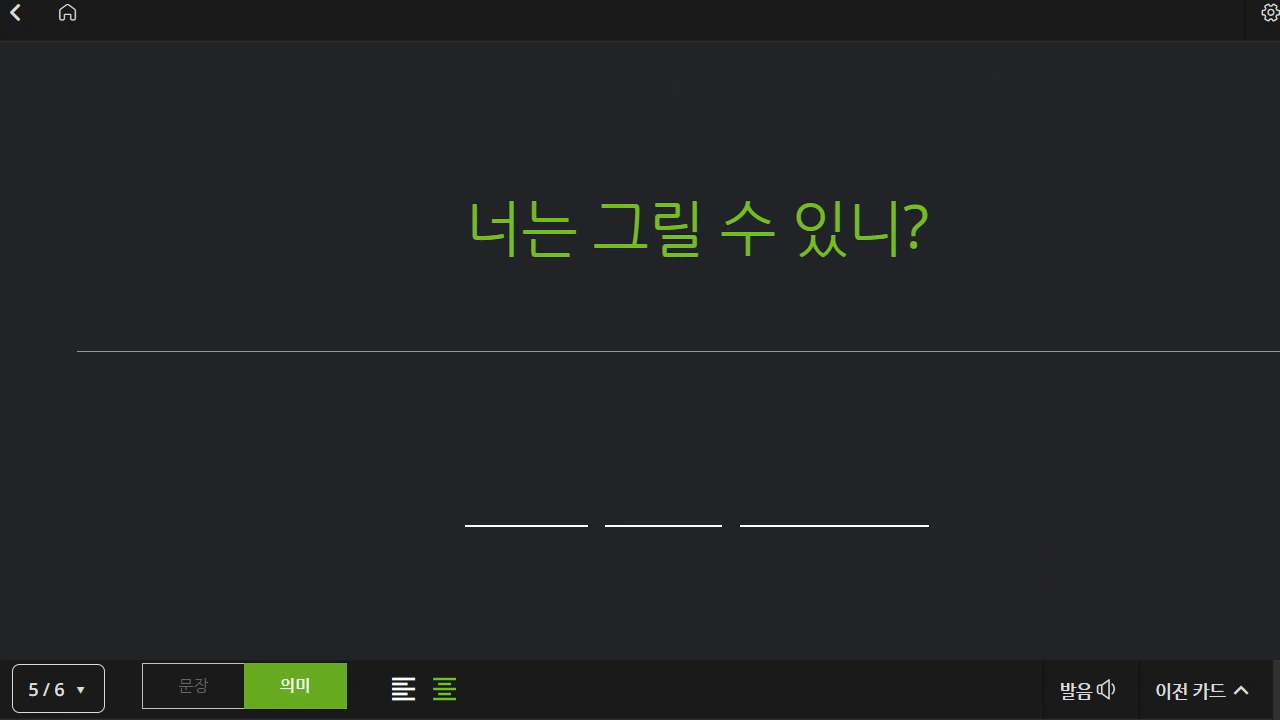 너는 그릴 수 있니?
5 / 6 ▼
문장
의미
발음
이전 카드